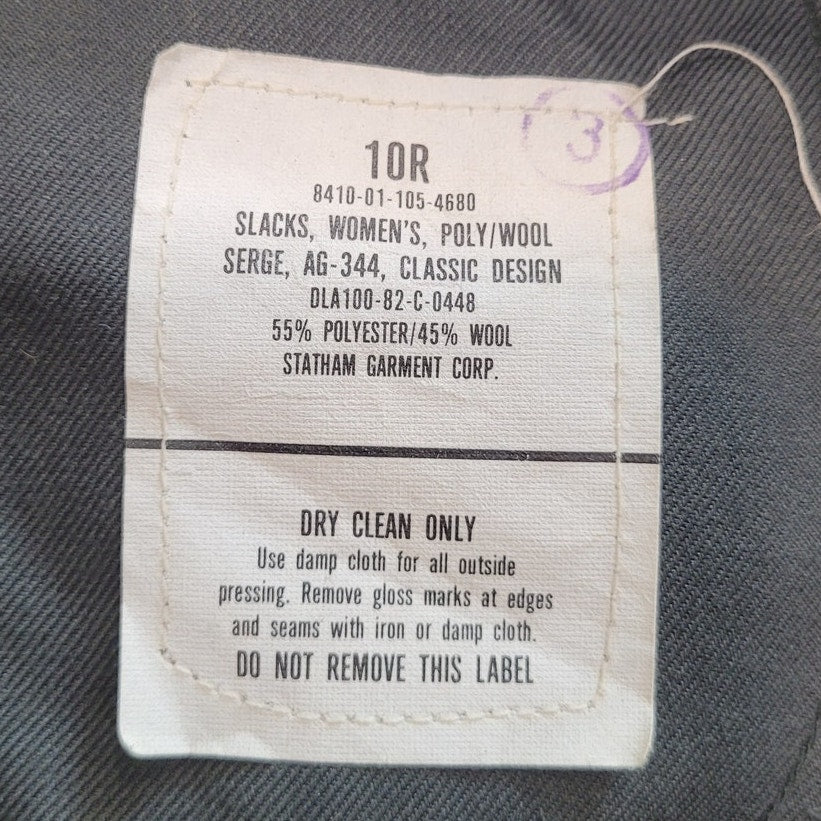 3
10R
8410-01-105-4680
SLACKS, WOMEN'S, POLY/WOOL
SERGE, AG-344, CLASSIC DESIGN
DLA100-82-C-0448
55% POLYESTER/45% WOOL
STATHAM GARMENT CORP.
DRY CLEAN ONLY
Use damp cloth for all outside
pressing. Remove gloss marks at edges
and seams with iron or damp cloth.
DO NOT REMOVE THIS LABEL